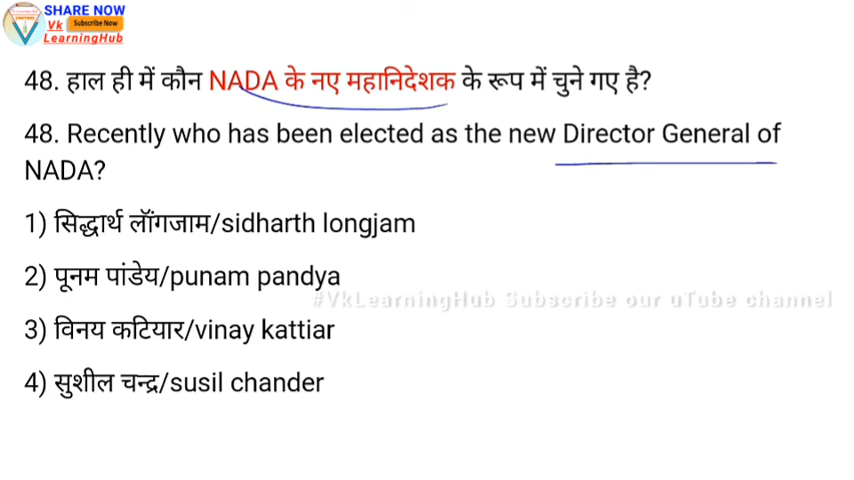 SHARE NOW
Vk Subscribe Now
LearningHub
48. हाल ही में कौन NADA के नए महानिदेशक के रूप में चुने गए है?
48. Recently who has been elected as the new Director General of
NADA?
1) सिद्धार्थ लॉंगजाम/sidharth longjam
2) पूनम पांडेय/punam pandya
#VkLearningHub Subscribe our uTube channel
3) विनय कटियार/vinay kattiar
4) सुशील चन्द्र/susil chander